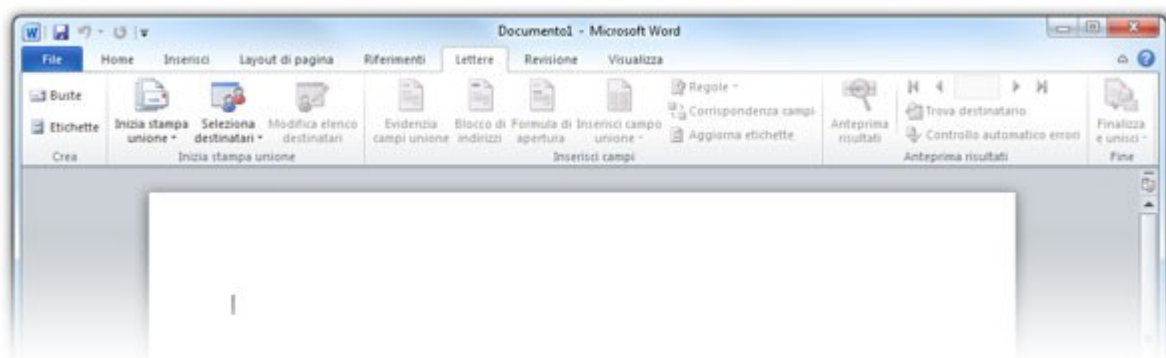 Documento1 - Microsoft Word
File Home Inserisci Layout di pagina Riferimenti Lettere Revisione Visualizza
Buste
Etichette
Crea
Inizia stampa unione
Seleziona destinatari
Modifica elenco destinatari
Inizia stampa unione
Evidenzia campi unione
Blocco di indirizzi
Formula di apertura
Inserisci campo unione
Regole
Corrispondenza campi
Aggiorna etichette
Inserisci campi
Anteprima risultati
Trova destinatario
Controllo automatico errori
Anteprima risultati
Finalizza e unisci
Fine